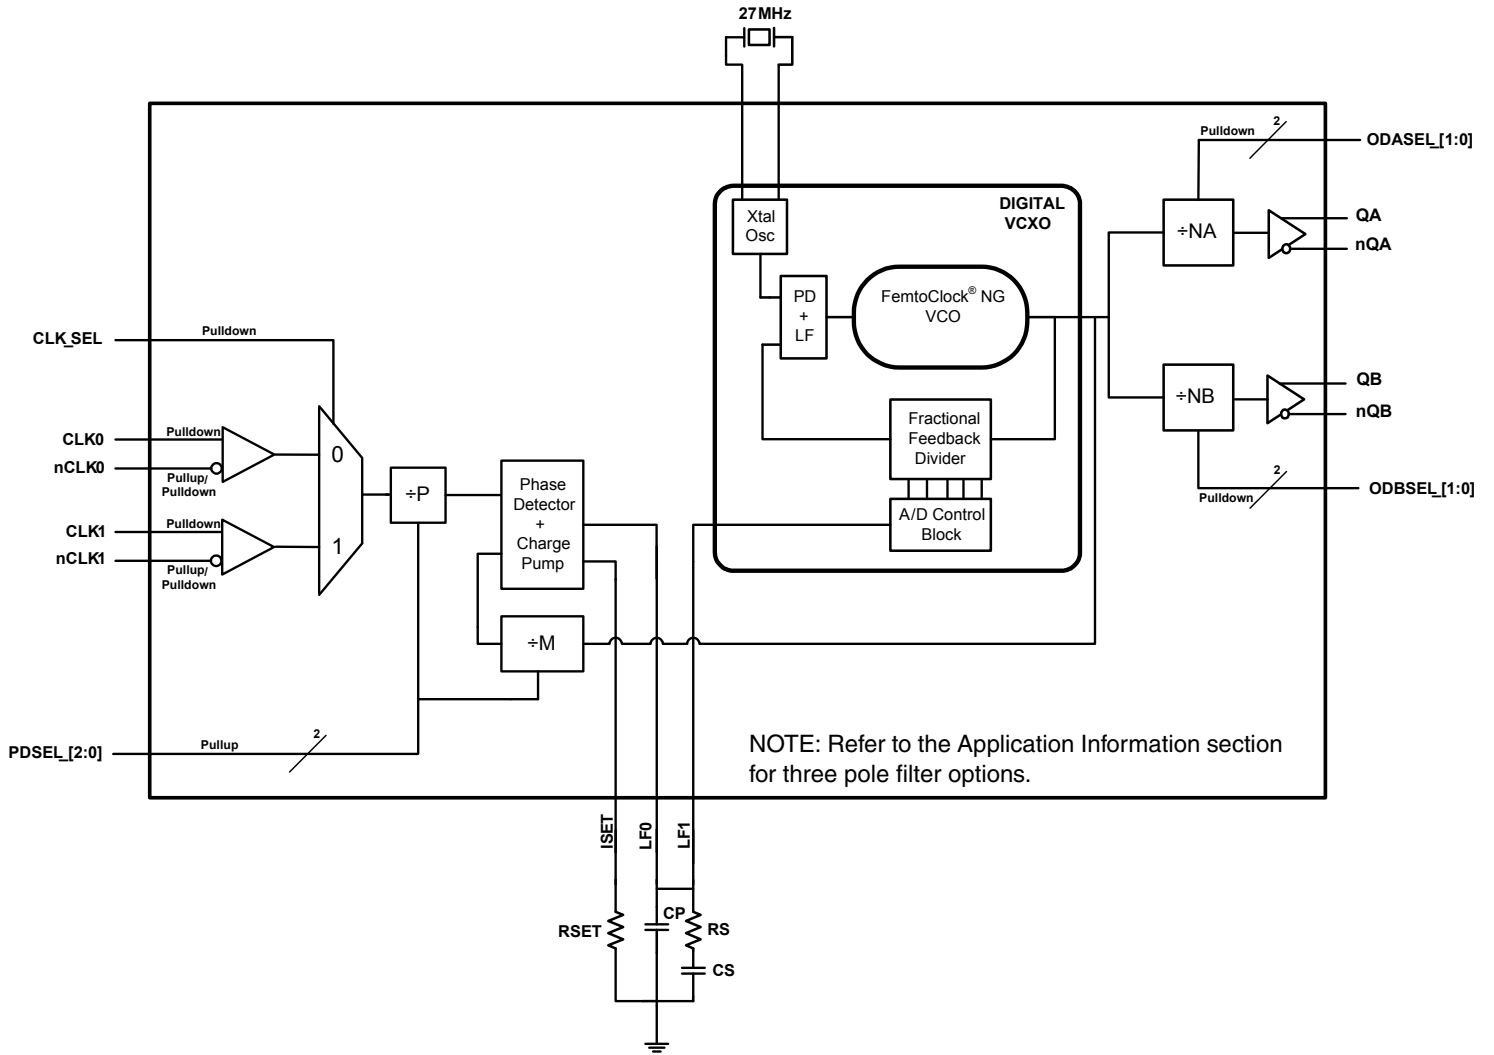 27MHz
Pulldown
2
ODASEL_[1:0]
DIGITAL
VCXO
Xtal
Osc
÷NA
QA
nQA
PD
+
LF
FemtoClock® NG
VCO
CLK_SEL
Pulldown
÷NB
QB
nQB
Fractional
Feedback
Divider
CLK0
Pulldown
nCLK0
Pullup/
Pulldown
0
÷P
Phase
Detector
+
Charge
Pump
2
Pulldown
ODBSEL_[1:0]
A/D Control
Block
CLK1
Pulldown
nCLK1
Pullup/
Pulldown
1
÷M
PDSEL_[2:0]
Pullup
2
NOTE: Refer to the Application Information section
for three pole filter options.
ISET
LF0
LF1
RSET
CP
RS
CS